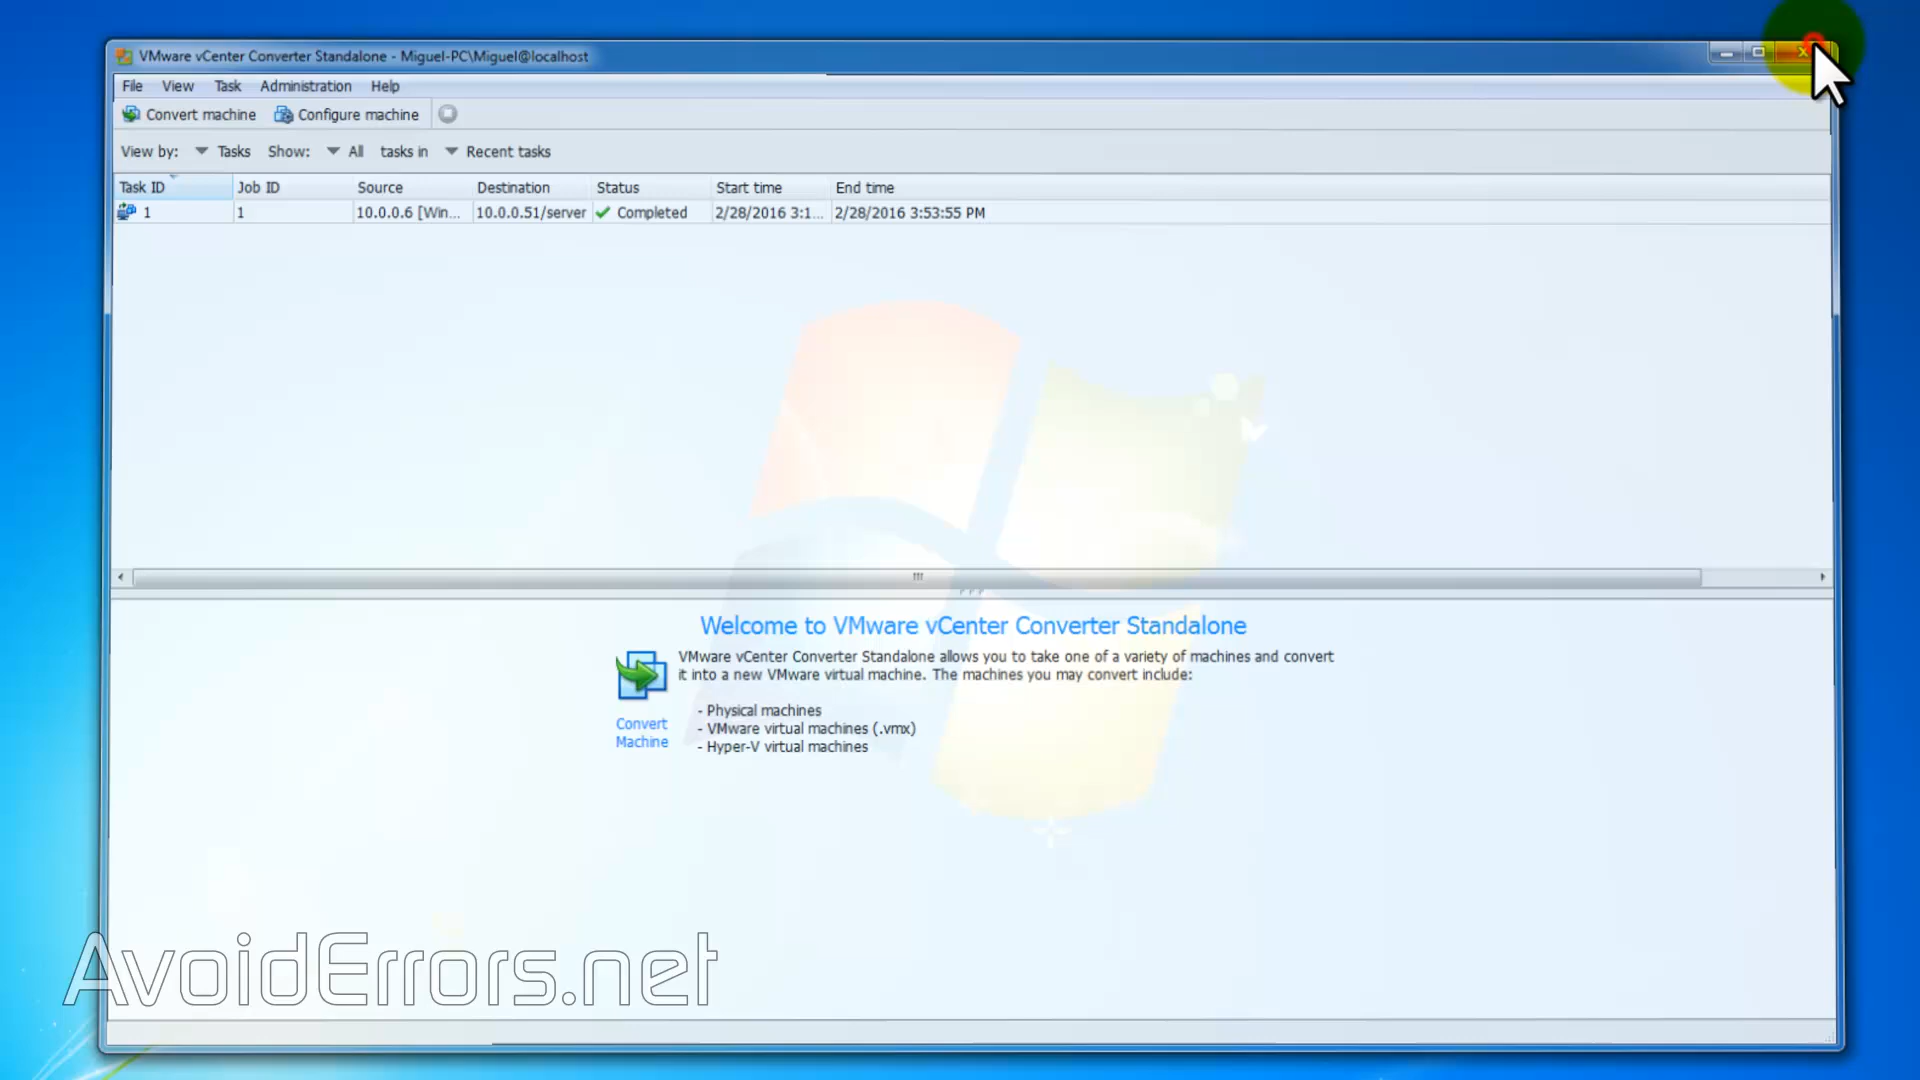 VMware vCenter Converter Standalone - Miguel-PC\Miguel@localhost
File View Task Administration Help
Convert machine Configure machine
View by: Tasks Show: All tasks in Recent tasks
Task ID Job ID Source Destination Status Start time End time
1 1 10.0.0.6 [Win... 10.0.0.51/server Completed 2/28/2016 3:1... 2/28/2016 3:53:55 PM
Welcome to VMware vCenter Converter Standalone
VMware vCenter Converter Standalone allows you to take one of a variety of machines and convert
it into a new VMware virtual machine. The machines you may convert include:
- Physical machines
- VMware virtual machines (.vmx)
- Hyper-V virtual machines
Convert
Machine
AvoidErrors.net